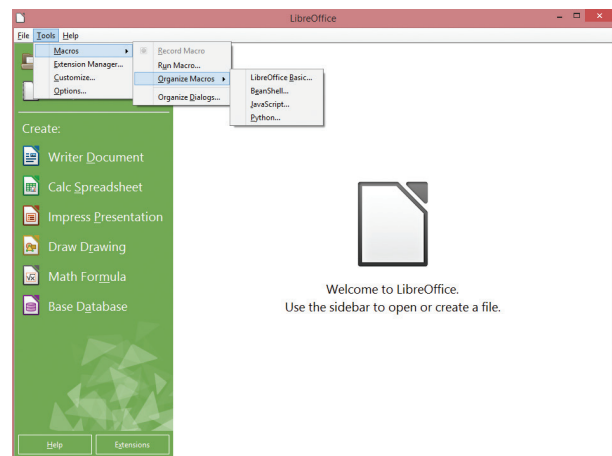 LibreOffice
File Tools Help
Macros
Extension Manager...
Customize...
Options...
Record Macro
Run Macro...
Organize Macros
Organize Dialogs...
LibreOffice Basic...
BeanShell...
JavaScript...
Python...
Create:
Writer Document
Calc Spreadsheet
Impress Presentation
Draw Drawing
Math Formula
Base Database
Welcome to LibreOffice.
Use the sidebar to open or create a file.
Help
Extensions